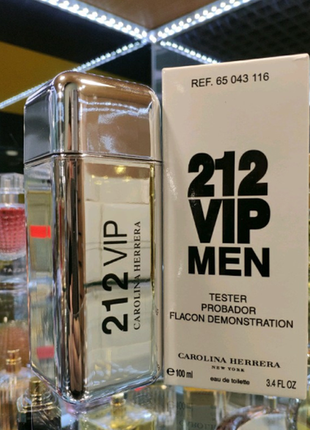 212 VIP
CAROLINA HERRERA
REF. 65 043 116
212
VIP
MEN
TESTER
PROBADOR
FLACON DEMONSTRATION
CAROLINA HERRERA
NEW YORK
℮ 100 ml
3.4 FL OZ
eau de toilette